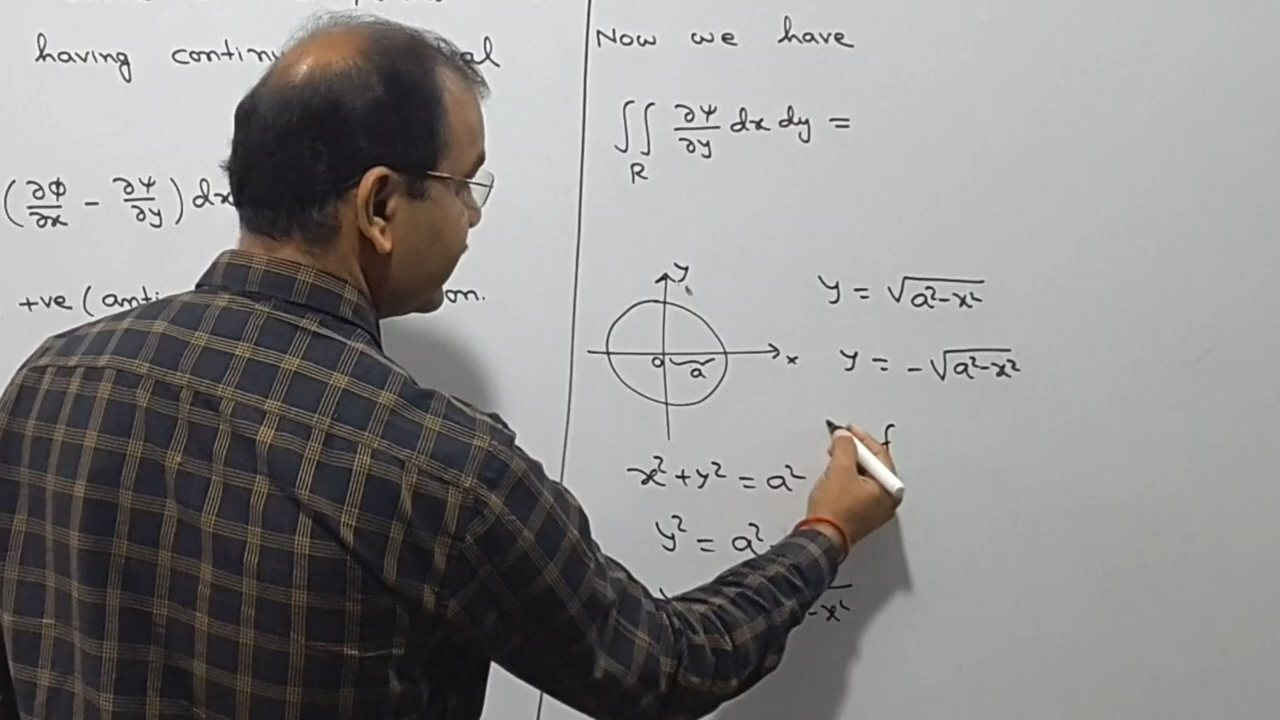 having
(∂Φ/∂x - ∂Ψ/∂y) dx
+ve (anti on.
Now we have
∬_R ∂Ψ/∂y dx dy =
y
o a x
y = √(a²-x²)
y = -√(a²-x²)
f
x² + y² = a²
y² = a²
-x²